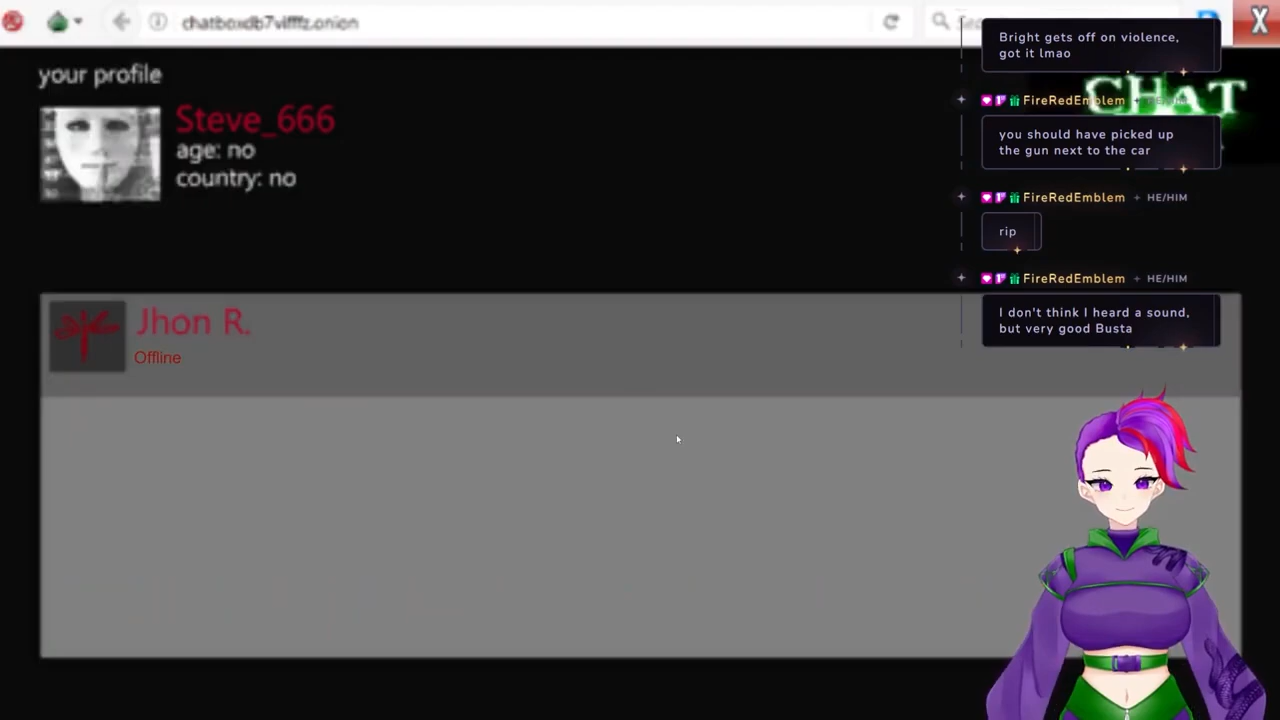 chatboxdb7vlfffz.onion
Bright gets off on violence,
got it lmao
your profile
CHAT
FireRedEmblem
Steve_666
you should have picked up
the gun next to the car
age: no
country: no
FireRedEmblem HE/HIM
rip
FireRedEmblem HE/HIM
Jhon R.
I don't think I heard a sound,
but very good Busta
Offline
X